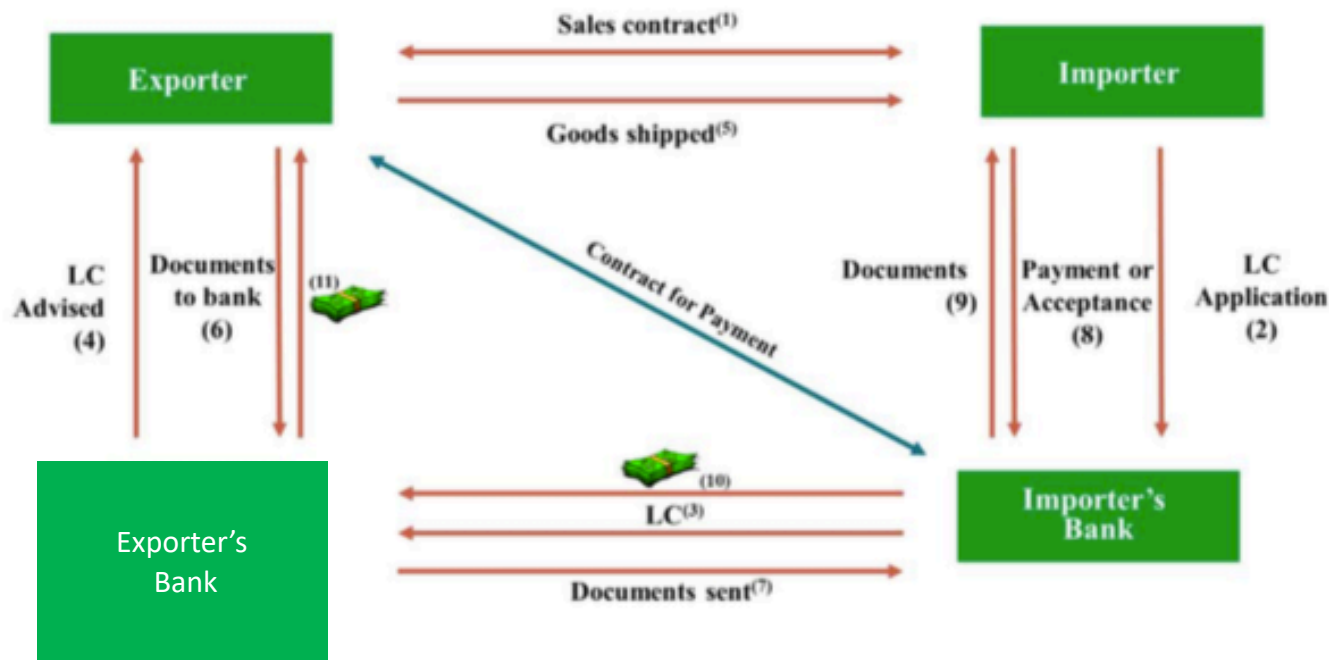 Sales contract(1)
Exporter
Importer
Goods shipped(5)
Contract for Payment
LC
Advised
(4)
Documents
to bank
(6)
(11)
Documents
(9)
Payment or
Acceptance
(8)
LC
Application
(2)
(10)
LC(3)
Documents sent(7)
Exporter’s
Bank
Importer’s
Bank